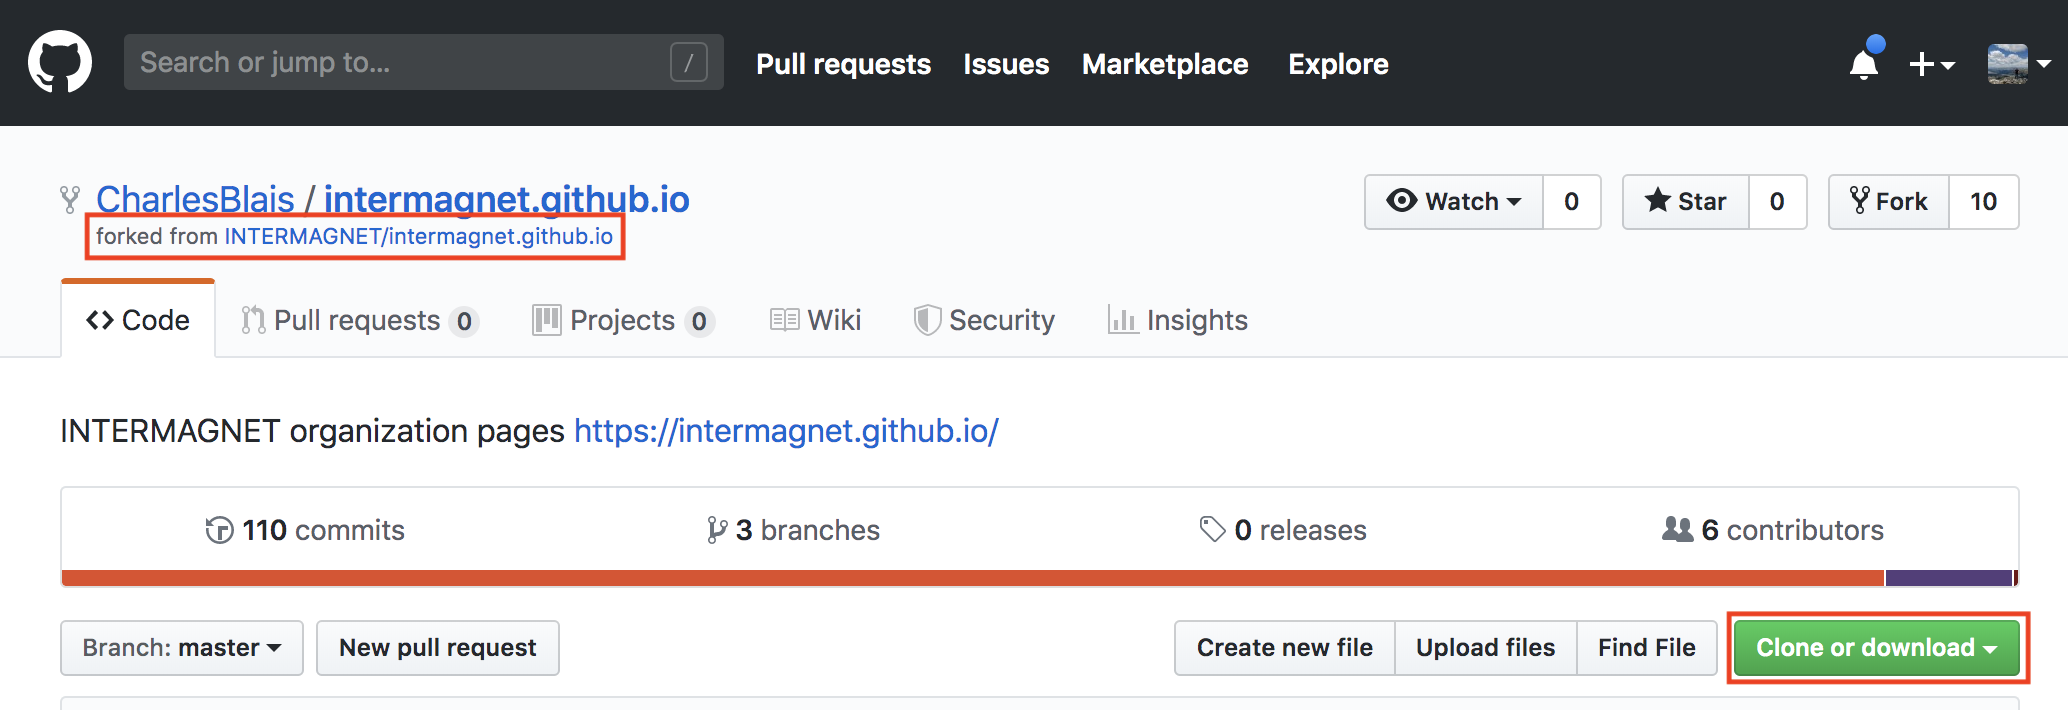 Search or jump to... / Pull requests Issues Marketplace Explore
CharlesBlais / intermagnet.github.io Watch 0 Star 0 Fork 10
forked from INTERMAGNET/intermagnet.github.io
Code Pull requests 0 Projects 0 Wiki Security Insights
INTERMAGNET organization pages https://intermagnet.github.io/
110 commits 3 branches 0 releases 6 contributors
Branch: master New pull request Create new file Upload files Find File Clone or download